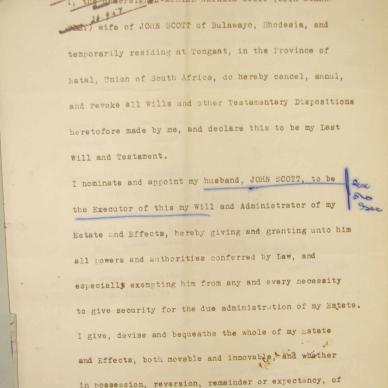 I, the
) wife of JOHN SCOTT of Bulawayo, Rhodesia, and
temporarily residing at Tongaat, in the Province of
Natal, Union of South Africa, do hereby cancel, annul,
and revoke all Wills and other Testamentary Dispositions
heretofore made by me, and declare this to be my Last
Will and Testament.
I nominate and appoint my husband, JOHN SCOTT, to be
the Executor of this my Will and Administrator of my
Estate and Effects, hereby giving and granting unto him
all powers and authorities conferred by Law, and
especially exempting him from any and every necessity
to give security for the due administration of my Estate.
I give, devise and bequeaths the whole of my Estate
and Effects, both movable and immovable, and whether
in possession, reversion, remainder or expectancy, of